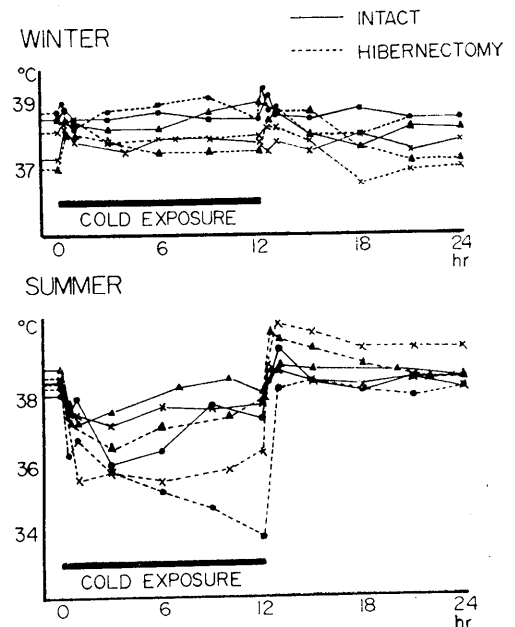 INTACT
HIBERNECTOMY
WINTER
°C
39
37
COLD EXPOSURE
0 6 12 18 24
hr
SUMMER
°C
38
36
34
COLD EXPOSURE
0 6 12 18 24
hr